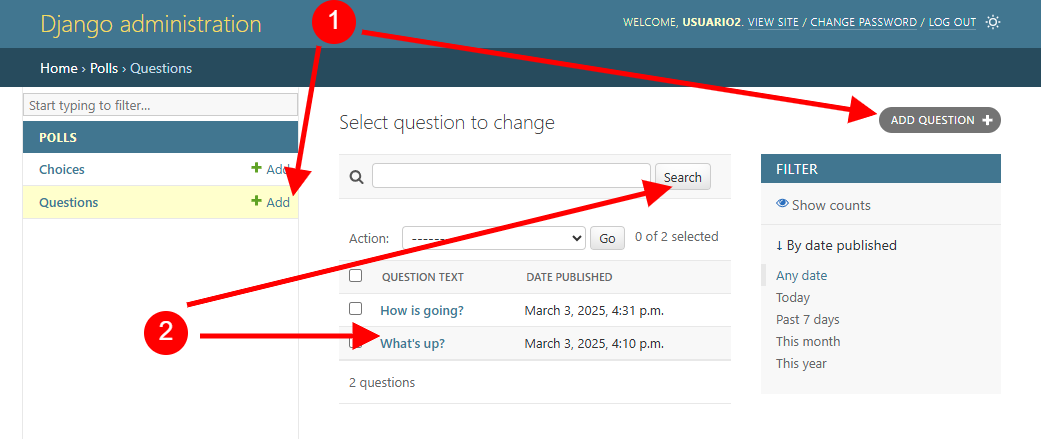 Django administration
1
WELCOME, USUARIO2. VIEW SITE / CHANGE PASSWORD / LOG OUT
Home › Polls › Questions
Start typing to filter...
POLLS
Choices + Add
Questions + Add
Select question to change
ADD QUESTION +
Search
Action: ------ Go 0 of 2 selected
QUESTION TEXT DATE PUBLISHED
How is going? March 3, 2025, 4:31 p.m.
2
What's up? March 3, 2025, 4:10 p.m.
2 questions
FILTER
Show counts
↓ By date published
Any date
Today
Past 7 days
This month
This year